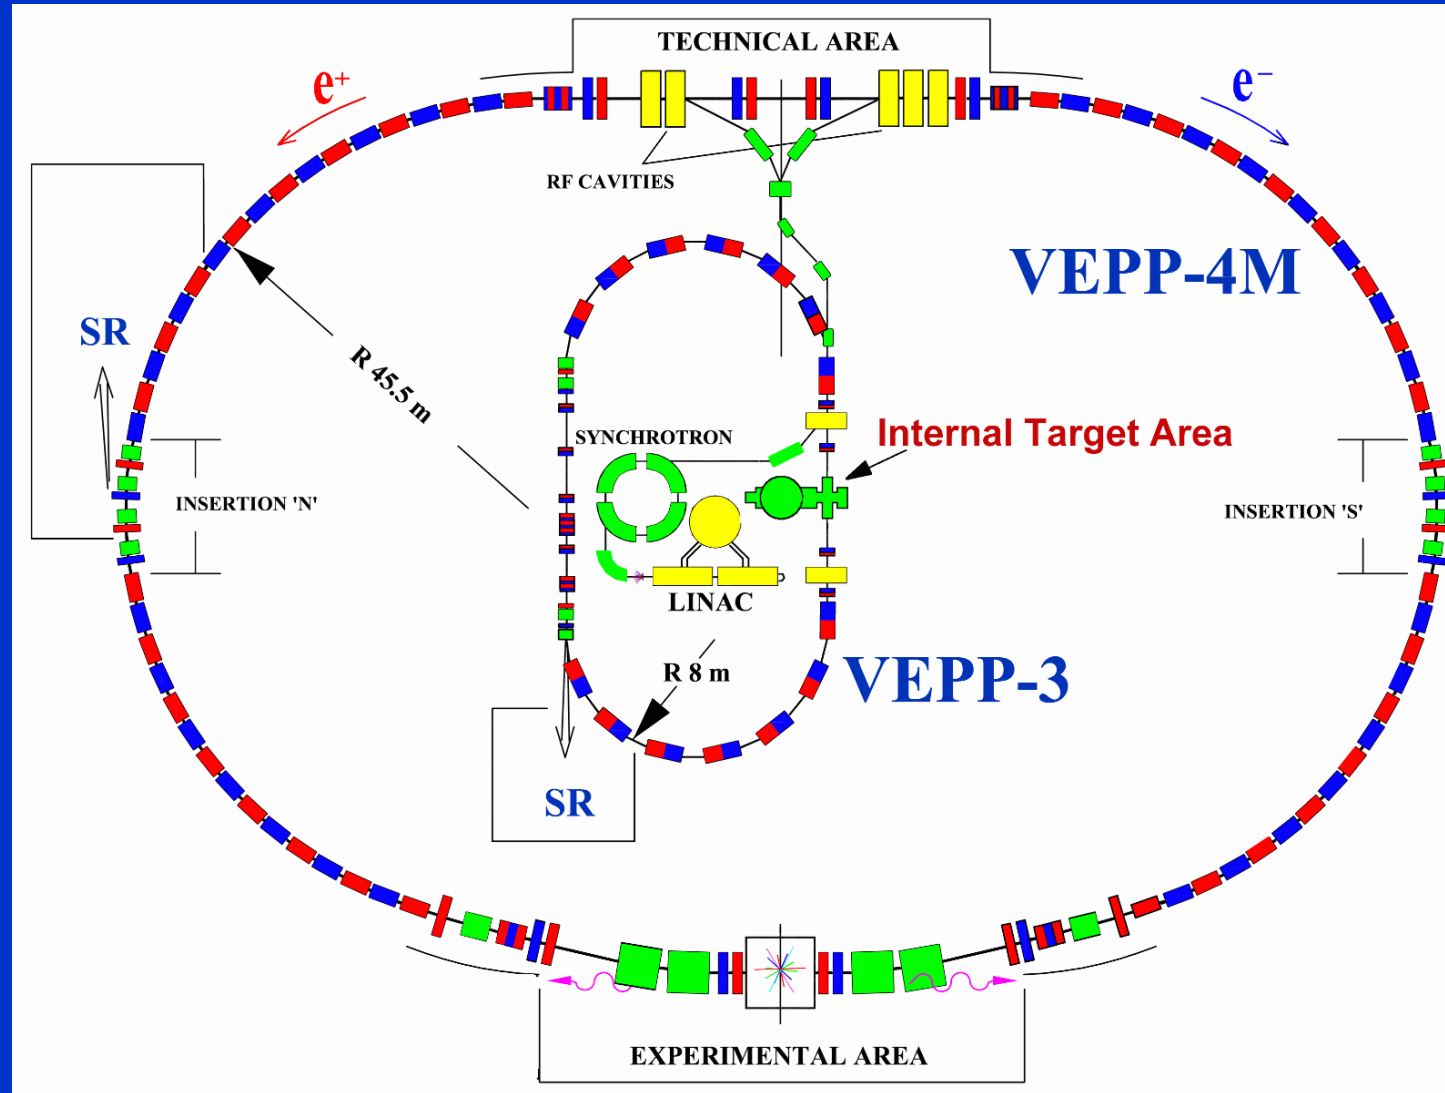 TECHNICAL AREA
e+
e−
RF CAVITIES
VEPP-4M
SR
R 45.5 m
SYNCHROTRON
Internal Target Area
INSERTION 'N'
INSERTION 'S'
LINAC
R 8 m
VEPP-3
SR
EXPERIMENTAL AREA